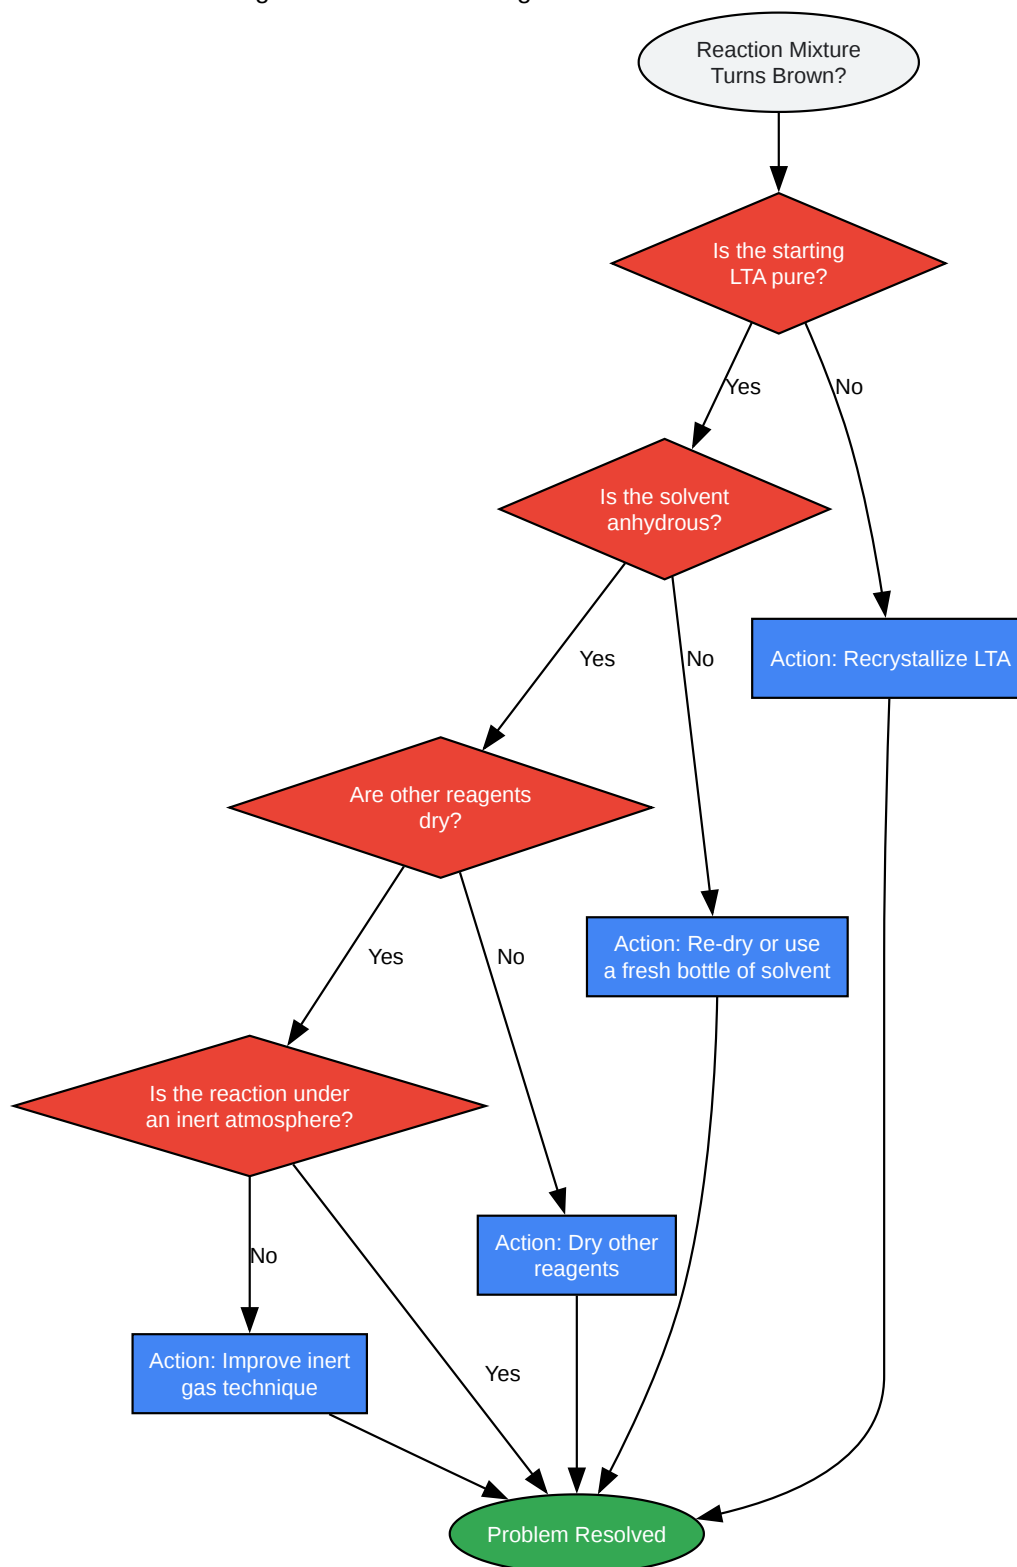 Reaction Mixture
Turns Brown?
Is the starting
LTA pure?
Yes
No
Is the solvent
anhydrous?
Yes
No
Action: Recrystallize LTA
Are other reagents
dry?
Yes
No
Action: Re-dry or use
a fresh bottle of solvent
Is the reaction under
an inert atmosphere?
No
Yes
Action: Dry other
reagents
Action: Improve inert
gas technique
Problem Resolved